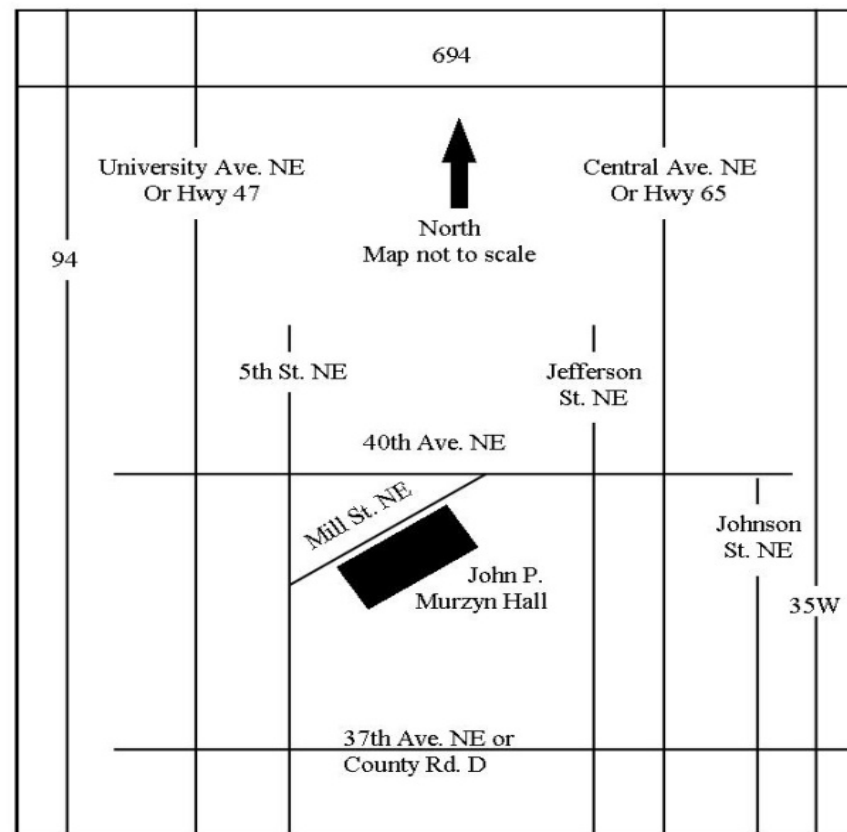 694
University Ave. NE
Or Hwy 47
Central Ave. NE
Or Hwy 65
North
Map not to scale
94
5th St. NE
Jefferson
St. NE
40th Ave. NE
Mill St. NE
Johnson
St. NE
John P.
Murzyn Hall
35W
37th Ave. NE or
County Rd. D